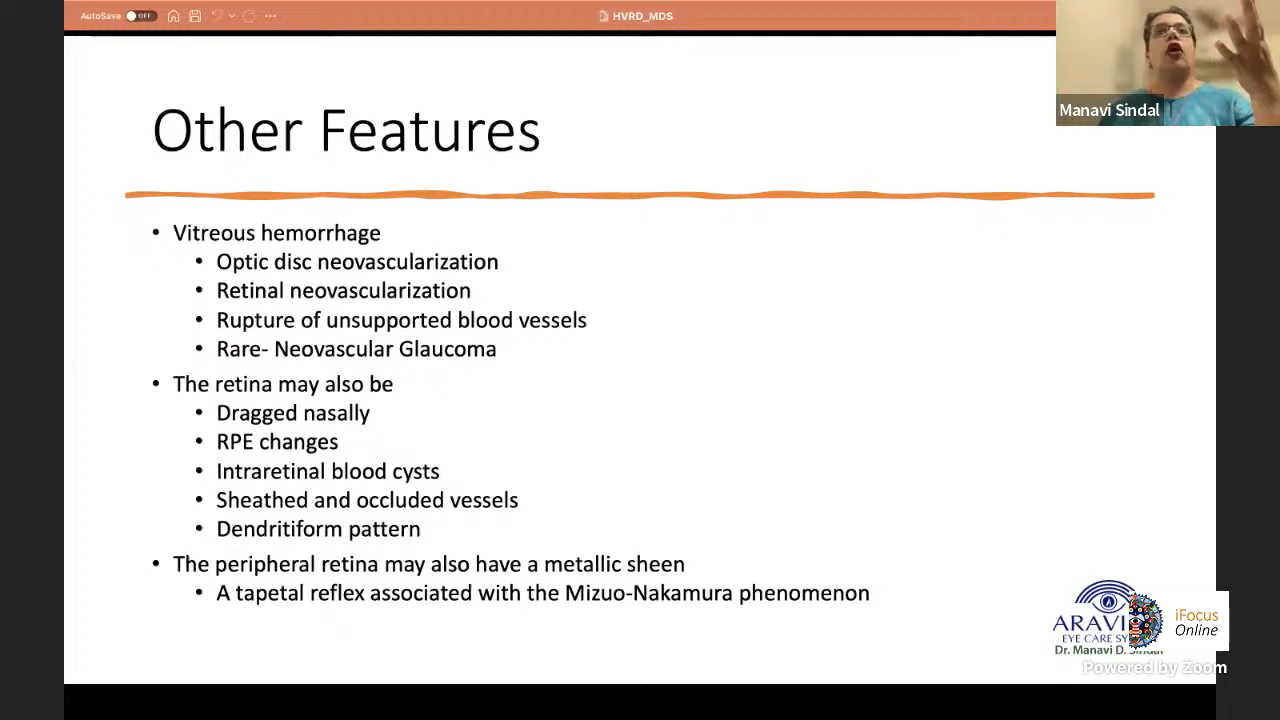 AutoSave OFF
HVRD_MDS
Manavi Sindal
Other Features
• Vitreous hemorrhage
• Optic disc neovascularization
• Retinal neovascularization
• Rupture of unsupported blood vessels
• Rare- Neovascular Glaucoma
• The retina may also be
• Dragged nasally
• RPE changes
• Intraretinal blood cysts
• Sheathed and occluded vessels
• Dendritiform pattern
• The peripheral retina may also have a metallic sheen
• A tapetal reflex associated with the Mizuo-Nakamura phenomenon
ARAVI
EYE CARE SY
Dr. Manavi D. Sindal
iFocus
Online
Powered by Zoom